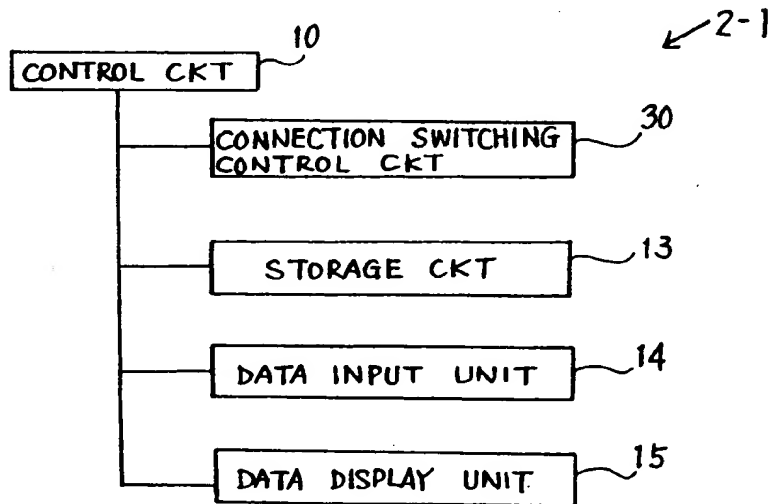 2-1
10
CONTROL CKT
30
CONNECTION SWITCHING
CONTROL CKT
13
STORAGE CKT
14
DATA INPUT UNIT
15
DATA DISPLAY UNIT